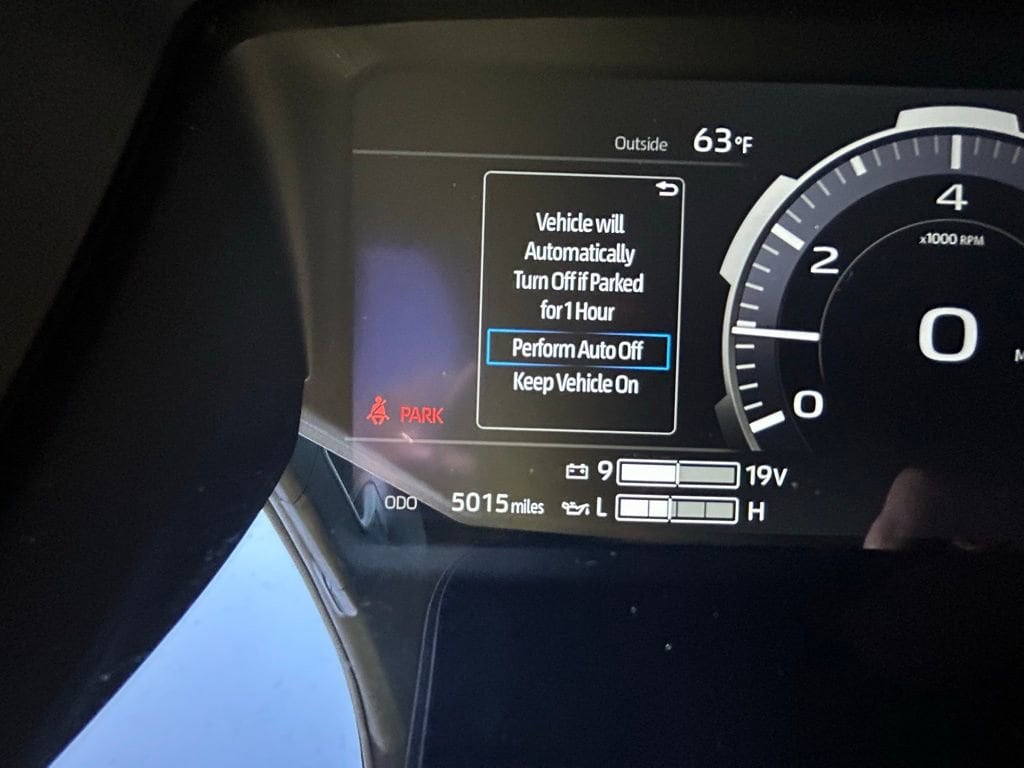 Outside 63°F
Vehicle will
Automatically
Turn Off if Parked
for 1 Hour
Perform Auto Off
Keep Vehicle On
PARK
4
x1000 RPM
2
0
0
M
9 19V
ODO 5015 miles L H